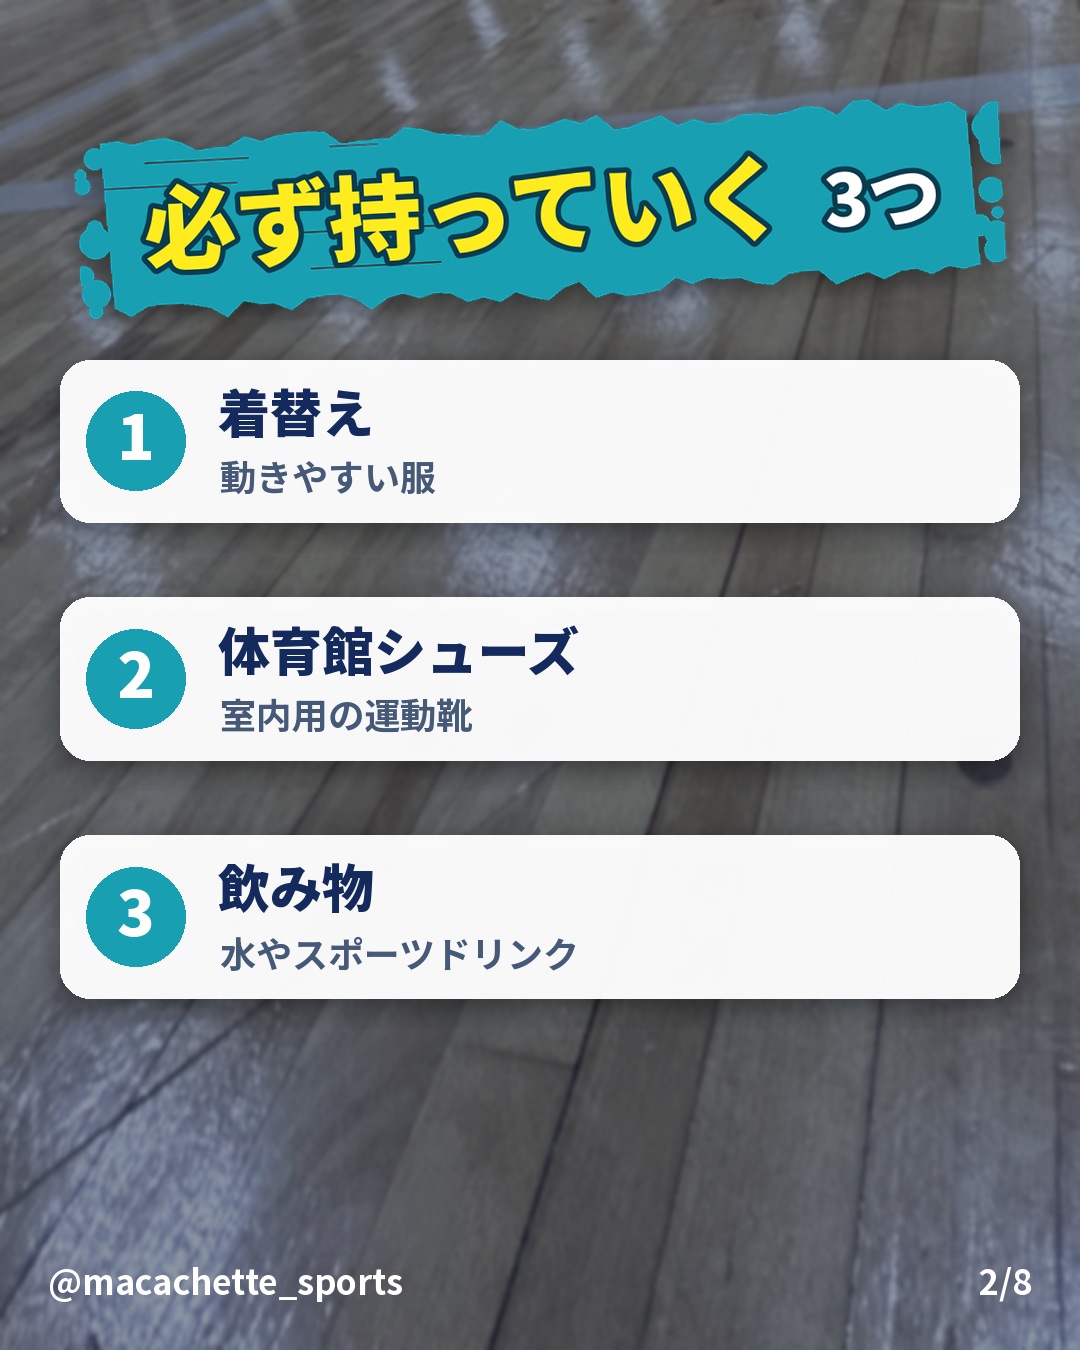 必ず持っていく 3つ
1
着替え
動きやすい服
2
体育館シューズ
室内用の運動靴
3
飲み物
水やスポーツドリンク
@macachette_sports
2/8